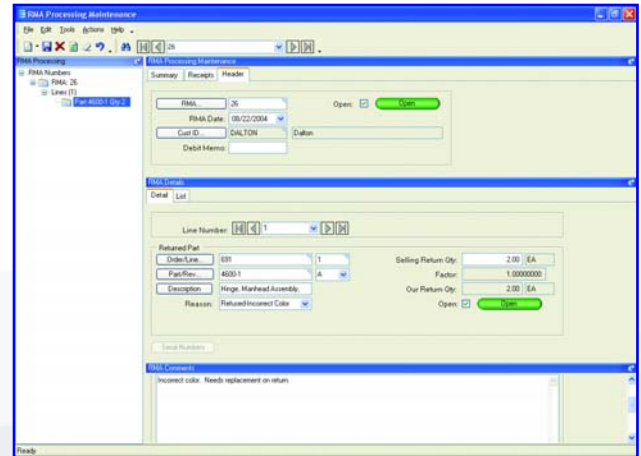 RMA Processing Maintenance
File Edit Tools Actions Help
26
RMA Processing
RMA Numbers
RMA: 26
Lines (1)
Part 4600-1 Qty 2
RMA Processing Maintenance
Summary Receipts Header
RMA... 26 Open: Open
RMA Date: 08/22/2004
Cust ID... DALTON Dalton
Debit Memo:
RMA Details
Detail List
Line Number: 1
Returned Part
Order/Line... 691 1 Selling Return Qty: 2.00 EA
Part/Rev... 4600-1 A Factor: 1.00000000
Description Hinge, Manhead Assembly, Our Return Qty: 2.00 EA
Reason: Refused-Incorrect Color Open: Open
Serial Numbers
RMA Comments
Incorrect color. Needs replacement on return.
Ready